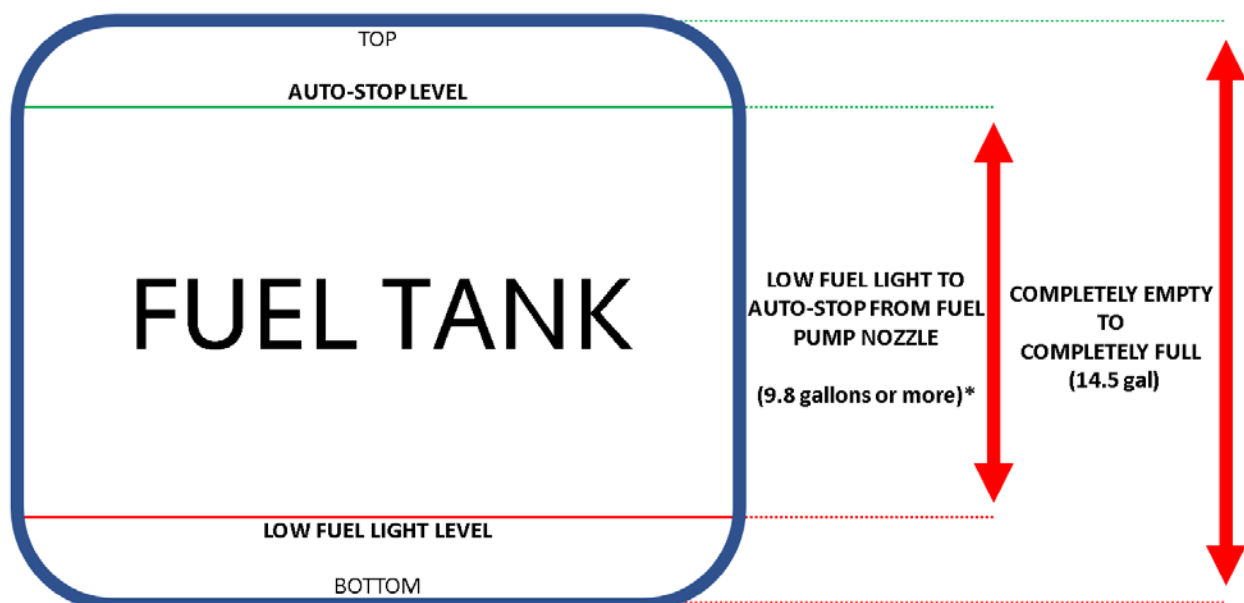 TOP
AUTO-STOP LEVEL
FUEL TANK
LOW FUEL LIGHT TO
AUTO-STOP FROM FUEL
PUMP NOZZLE
(9.8 gallons or more)*
COMPLETELY EMPTY
TO
COMPLETELY FULL
(14.5 gal)
LOW FUEL LIGHT LEVEL
BOTTOM